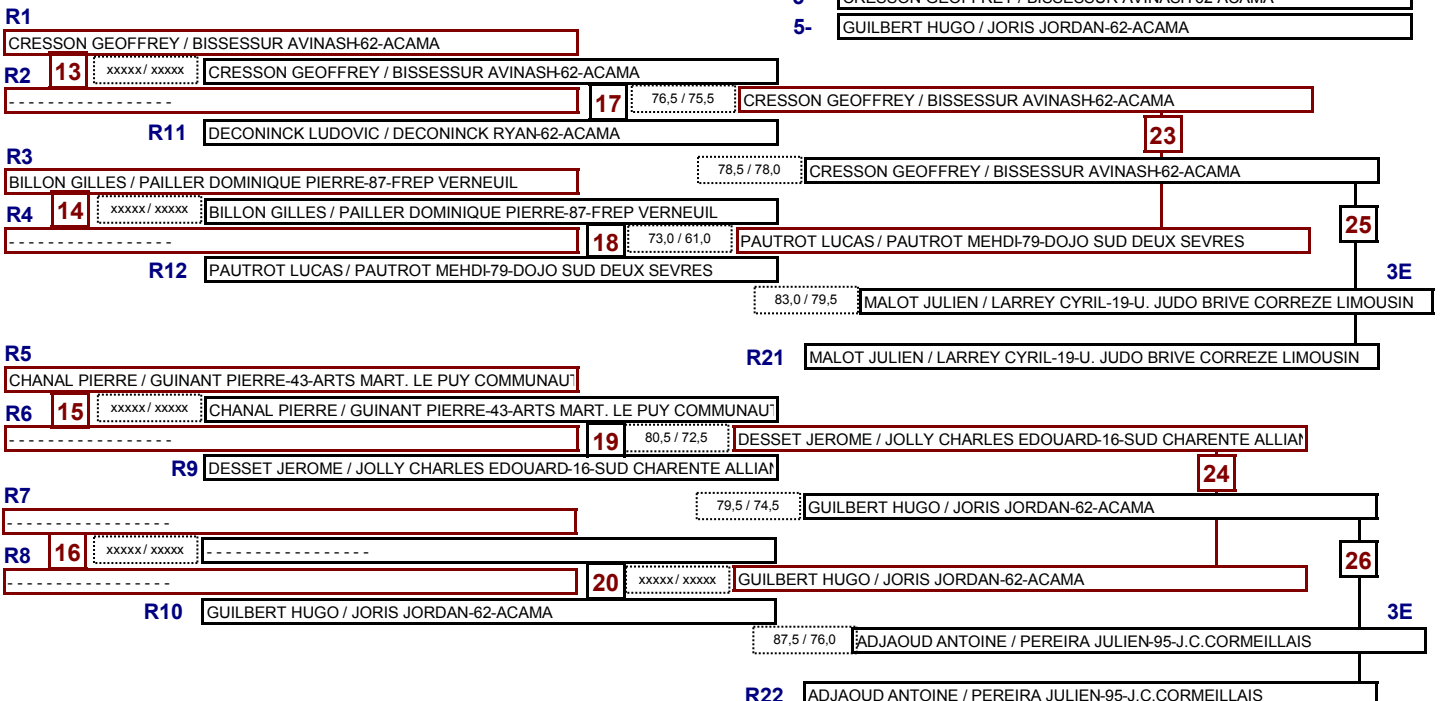 R1
5-
GUILBERT HUGO / JORIS JORDAN-62-ACAMA
CRESSON GEOFFREY / BISSESSUR AVINASH-62-ACAMA
R2 13 xxxxx / xxxxx CRESSON GEOFFREY / BISSESSUR AVINASH-62-ACAMA
- - - - - - - - - - - - - - - - - 17 76,5 / 75,5 CRESSON GEOFFREY / BISSESSUR AVINASH-62-ACAMA
R11 DECONINCK LUDOVIC / DECONINCK RYAN-62-ACAMA 23
R3
78,5 / 78,0 CRESSON GEOFFREY / BISSESSUR AVINASH-62-ACAMA
BILLON GILLES / PAILLER DOMINIQUE PIERRE-87-FREP VERNEUIL
R4 14 xxxxx / xxxxx BILLON GILLES / PAILLER DOMINIQUE PIERRE-87-FREP VERNEUIL 25
- - - - - - - - - - - - - - - - - 18 73,0 / 61,0 PAUTROT LUCAS / PAUTROT MEHDI-79-DOJO SUD DEUX SEVRES
R12 PAUTROT LUCAS / PAUTROT MEHDI-79-DOJO SUD DEUX SEVRES 3E
83,0 / 79,5 MALOT JULIEN / LARREY CYRIL-19-U. JUDO BRIVE CORREZE LIMOUSIN
R5
R21 MALOT JULIEN / LARREY CYRIL-19-U. JUDO BRIVE CORREZE LIMOUSIN
CHANAL PIERRE / GUINANT PIERRE-43-ARTS MART. LE PUY COMMUNAUT
R6 15 xxxxx / xxxxx CHANAL PIERRE / GUINANT PIERRE-43-ARTS MART. LE PUY COMMUNAUT
- - - - - - - - - - - - - - - - - 19 80,5 / 72,5 DESSET JEROME / JOLLY CHARLES EDOUARD-16-SUD CHARENTE ALLIAN
R9 DESSET JEROME / JOLLY CHARLES EDOUARD-16-SUD CHARENTE ALLIAN 24
R7
79,5 / 74,5 GUILBERT HUGO / JORIS JORDAN-62-ACAMA
- - - - - - - - - - - - - - - - -
R8 16 xxxxx / xxxxx - - - - - - - - - - - - - - - - - 26
- - - - - - - - - - - - - - - - - 20 xxxxx / xxxxx GUILBERT HUGO / JORIS JORDAN-62-ACAMA
R10 GUILBERT HUGO / JORIS JORDAN-62-ACAMA 3E
87,5 / 76,0 ADJAOUD ANTOINE / PEREIRA JULIEN-95-J.C.CORMEILLAIS
R22 ADJAOUD ANTOINE / PEREIRA JULIEN-95-J.C.CORMEILLAIS